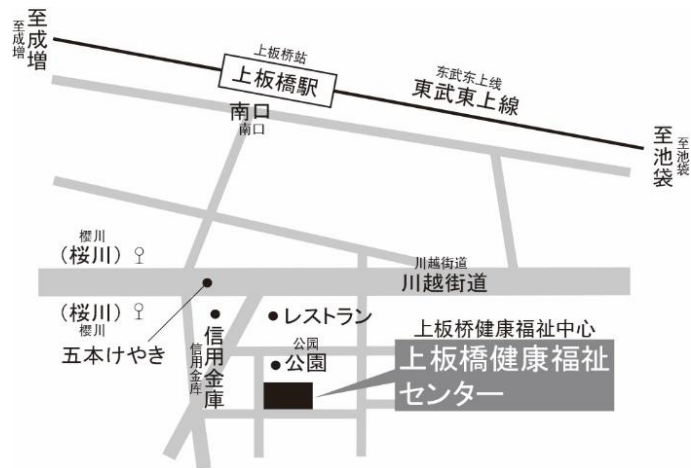 至成增
至成増
上板桥站
上板橋駅
东武东上线
東武東上線
南口
南口
至池袋
至池袋
櫻川
（桜川）
川越街道
川越街道
（桜川）
櫻川
五本けやき
信用金庫
信用金库
レストラン
公园
公園
上板桥健康福祉中心
上板橋健康福祉
センター